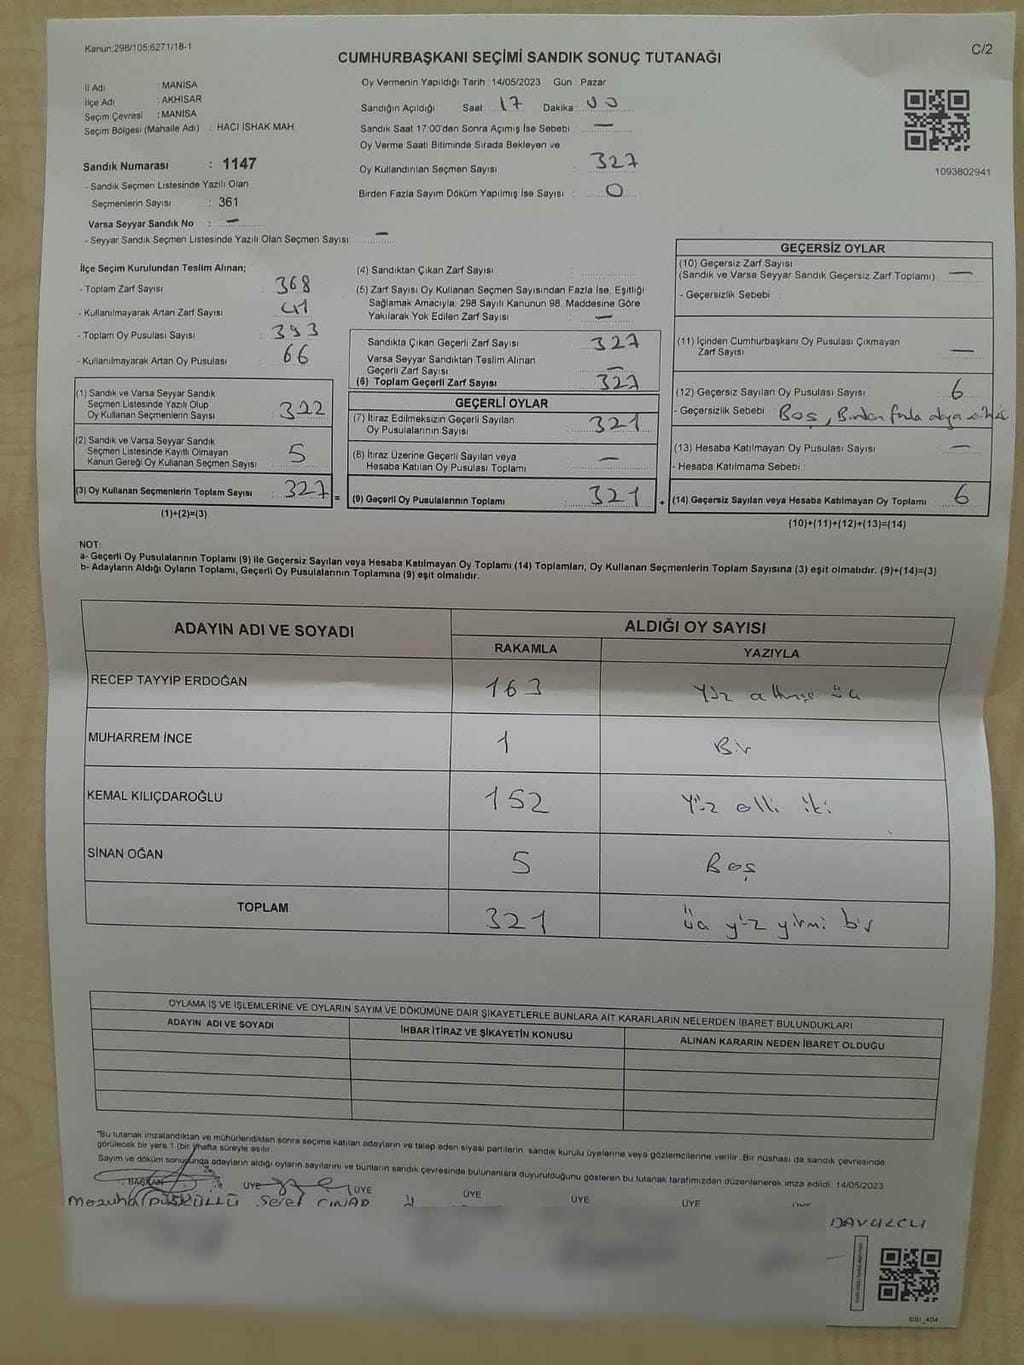 Kanun:298/105;6271/18-1
C/2
CUMHURBAŞKANI SEÇİMİ SANDIK SONUÇ TUTANAĞI
İl Adı : MANİSA
İlçe Adı : AKHİSAR
Seçim Çevresi : MANİSA
Seçim Bölgesi (Mahalle Adı) : HACI İSHAK MAH
Sandık Numarası : 1147
- Sandık Seçmen Listesinde Yazılı Olan
Seçmenlerin Sayısı : 361
Varsa Seyyar Sandık No : —
- Seyyar Sandık Seçmen Listesinde Yazılı Olan Seçmen Sayısı: —
Oy Vermenin Yapıldığı Tarih :14/05/2023 Gün : Pazar
Sandığın Açıldığı Saat 17 Dakika : 00
Sandık Saat 17:00'den Sonra Açımış İse Sebebi : —
Oy Verme Saati Bitiminde Sırada Bekleyen ve
Oy Kullandırılan Seçmen Sayısı : 327
Birden Fazla Sayım Döküm Yapılmış İse Sayısı : 0
1093802941
İlçe Seçim Kurulundan Teslim Alınan;
- Toplam Zarf Sayısı : 368
- Kullanılmayarak Artan Zarf Sayısı : 41
- Toplam Oy Pusulası Sayısı : 393
- Kullanılmayarak Artan Oy Pusulası : 66
(1) Sandık ve Varsa Seyyar Sandık
Seçmen Listesinde Yazılı Olup
Oy Kullanan Seçmenlerin Sayısı : 322
(2) Sandık ve Varsa Seyyar Sandık
Seçmen Listesinde Kayıtlı Olmayan
Kanun Gereği Oy Kullanan Seçmen Sayısı : 5
(3) Oy Kullanan Seçmenlerin Toplam Sayısı : 327 =
(1)+(2)=(3)
(4) Sandıktan Çıkan Zarf Sayısı :
(5) Zarf Sayısı Oy Kullanan Seçmen Sayısından Fazla İse, Eşitliği
Sağlamak Amacıyla; 298 Sayılı Kanunun 98. Maddesine Göre
Yakılarak Yok Edilen Zarf Sayısı : —
Sandıkta Çıkan Geçerli Zarf Sayısı : 327
Varsa Seyyar Sandıktan Teslim Alınan
Geçerli Zarf Sayısı : —
(6) Toplam Geçerli Zarf Sayısı : 327
GEÇERLİ OYLAR
(7) İtiraz Edilmeksizin Geçerli Sayılan
Oy Pusulalarının Sayısı : 321
(8) İtiraz Üzerine Geçerli Sayılan veya
Hesaba Katılan Oy Pusulası Toplamı : —
(9) Geçerli Oy Pusulalarının Toplamı : 321 +
GEÇERSİZ OYLAR
(10) Geçersiz Zarf Sayısı
(Sandık ve Varsa Seyyar Sandık Geçersiz Zarf Toplamı) : —
- Geçersizlik Sebebi :
(11) İçinden Cumhurbaşkanı Oy Pusulası Çıkmayan
Zarf Sayısı : —
(12) Geçersiz Sayılan Oy Pusulası Sayısı : 6
- Geçersizlik Sebebi : Boş, Birden fazla
(13) Hesaba Katılmayan Oy Pusulası Sayısı : —
- Hesaba Katılmama Sebebi :
(14) Geçersiz Sayılan veya Hesaba Katılmayan Oy Toplamı : 6
(10)+(11)+(12)+(13)=(14)
NOT:
a- Geçerli Oy Pusulalarının Toplamı (9) ile Geçersiz Sayılan veya Hesaba Katılmayan Oy Toplamı (14) Toplamları, Oy Kullanan Seçmenlerin Toplam Sayısına (3) eşit olmalıdır. (9)+(14)=(3)
b- Adayların Aldığı Oyların Toplamı, Geçerli Oy Pusulalarının Toplamına (9) eşit olmalıdır.
ADAYIN ADI VE SOYADI ALDIĞI OY SAYISI
RAKAMLA YAZIYLA
RECEP TAYYİP ERDOĞAN 163 Yüz altmış üç
MUHARREM İNCE 1 Bir
KEMAL KILIÇDAROĞLU 152 Yüz elli iki
SİNAN OĞAN 5 Beş
TOPLAM 321 üç yüz yirmi bir
OYLAMA İŞ VE İŞLEMLERİNE VE OYLARIN SAYIM VE DÖKÜMÜNE DAİR ŞİKAYETLERLE BUNLARA AİT KARARLARIN NELERDEN İBARET BULUNDUKLARI
ADAYIN ADI VE SOYADI İHBAR İTİRAZ VE ŞİKAYETİN KONUSU ALINAN KARARIN NEDEN İBARET OLDUĞU
"Bu tutanak imzalandıktan ve mühürlendikten sonra seçime katılan adayların ve talep eden siyasi partilerin sandık kurulu üyelerine veya gözlemcilerine verilir. Bir nüshası da sandık çevresinde
görülecek bir yere 1 (bir) hafta süreyle asılır.
Sayım ve döküm sonucunda adayların aldığı oyların sayılarını ve bunların sandık çevresinde bulunanlara duyurulduğunu gösteren bu tutanak tarafımızdan düzenlenerek imza edildi. 14/05/2023
BAŞKAN ÜYE ÜYE ÜYE ÜYE ÜYE ÜYE
PÜSKÜLLÜ ÇINAR
DAVULCU
SSI_404